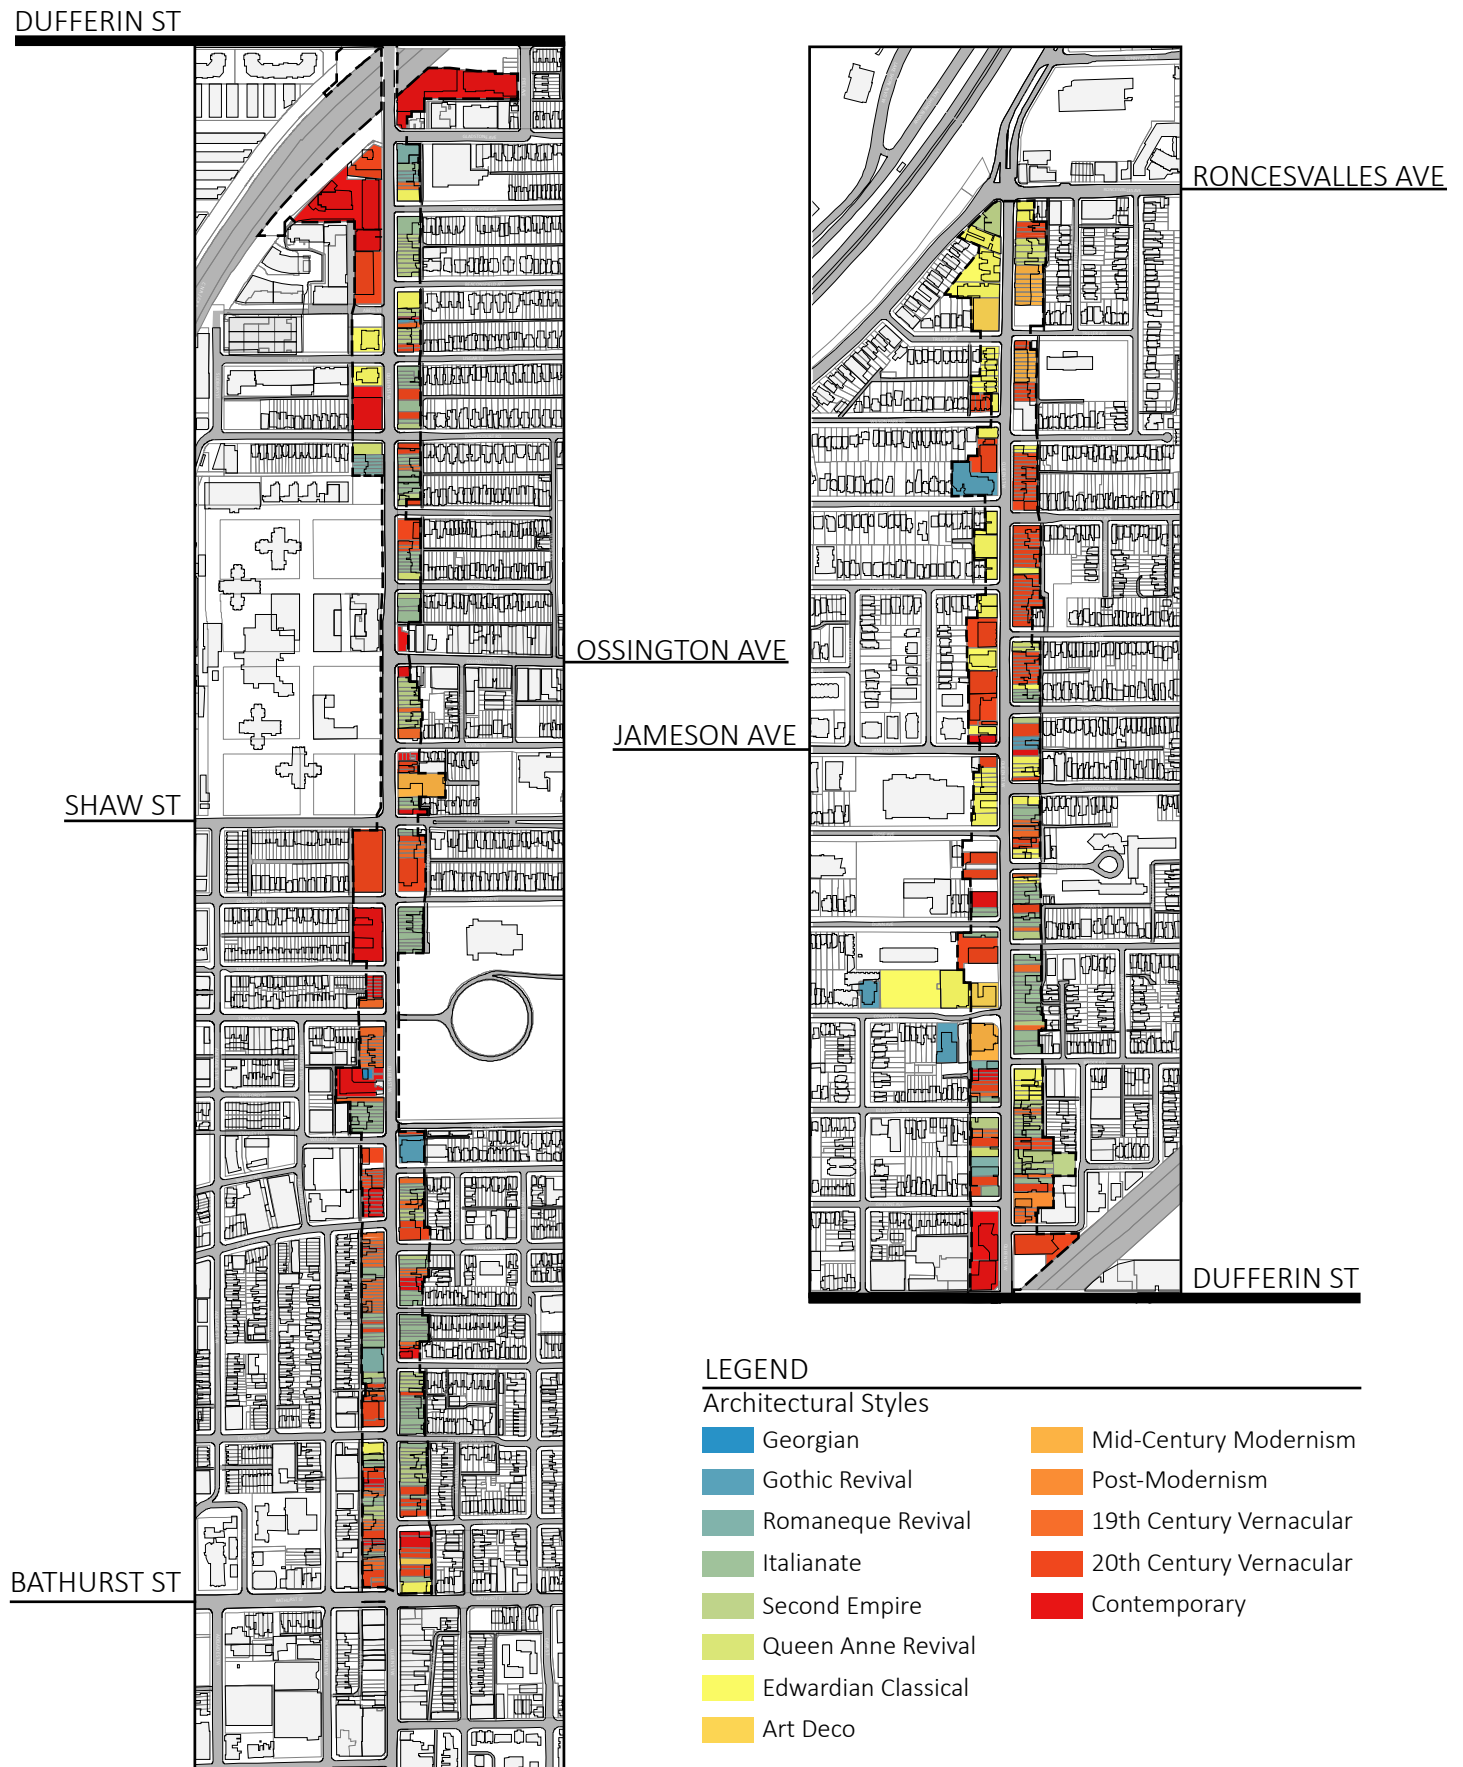 DUFFERIN ST
RONCESVALLES AVE
OSSINGTON AVE
JAMESON AVE
SHAW ST
DUFFERIN ST
BATHURST ST
LEGEND
Architectural Styles
Georgian
Gothic Revival
Romaneque Revival
Italianate
Second Empire
Queen Anne Revival
Edwardian Classical
Art Deco
Mid-Century Modernism
Post-Modernism
19th Century Vernacular
20th Century Vernacular
Contemporary